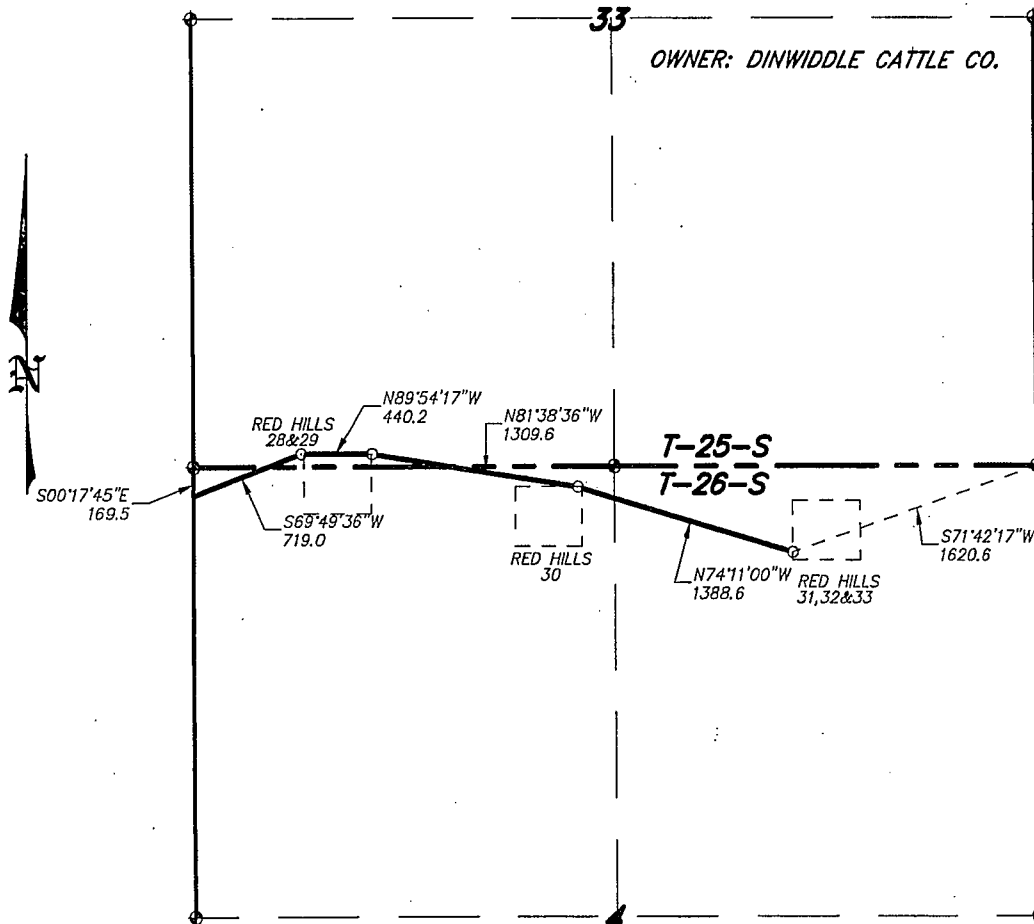 33
OWNER: DINWIDDLE CATTLE CO.
N89°54'17"W
440.2
RED HILLS
28&29
N81°38'36"W
1309.6
T-25-S
T-26-S
S00°17'45"E
169.5
S69°49'36"W
719.0
RED HILLS
30
N74°11'00"W
1388.6
RED HILLS
31,32&33
S71°42'17"W
1620.6